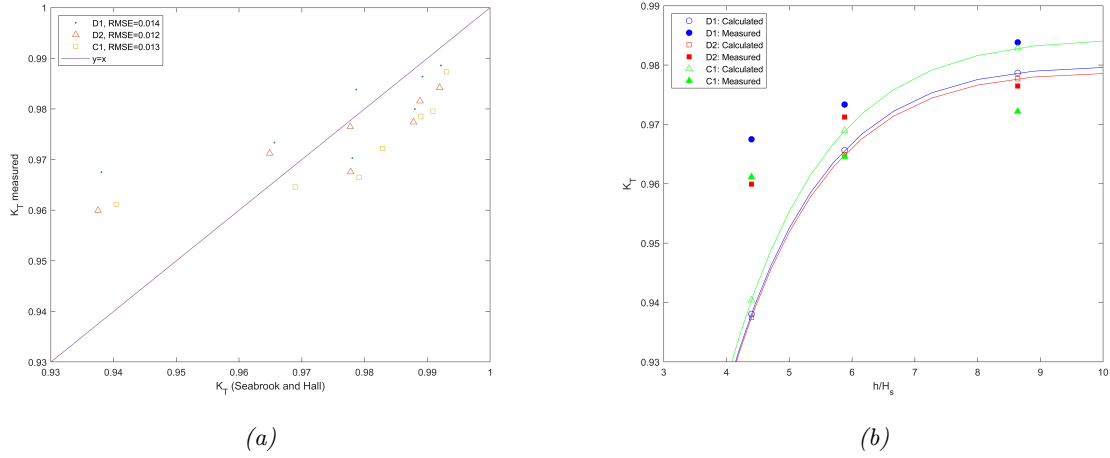 1
0.99
0.98
0.97
0.96
0.95
0.94
0.93
0.93
0.94
0.95
0.96
0.97
0.98
0.99
1
K_T measured
K_T (Seabrook and Hall)
D1, RMSE=0.014
D2, RMSE=0.012
C1, RMSE=0.013
y=x
(a)
0.99
0.98
0.97
0.96
0.95
0.94
0.93
3
4
5
6
7
8
9
10
K_T
h/H_s
D1: Calculated
D1: Measured
D2: Calculated
D2: Measured
C1: Calculated
C1: Measured
(b)